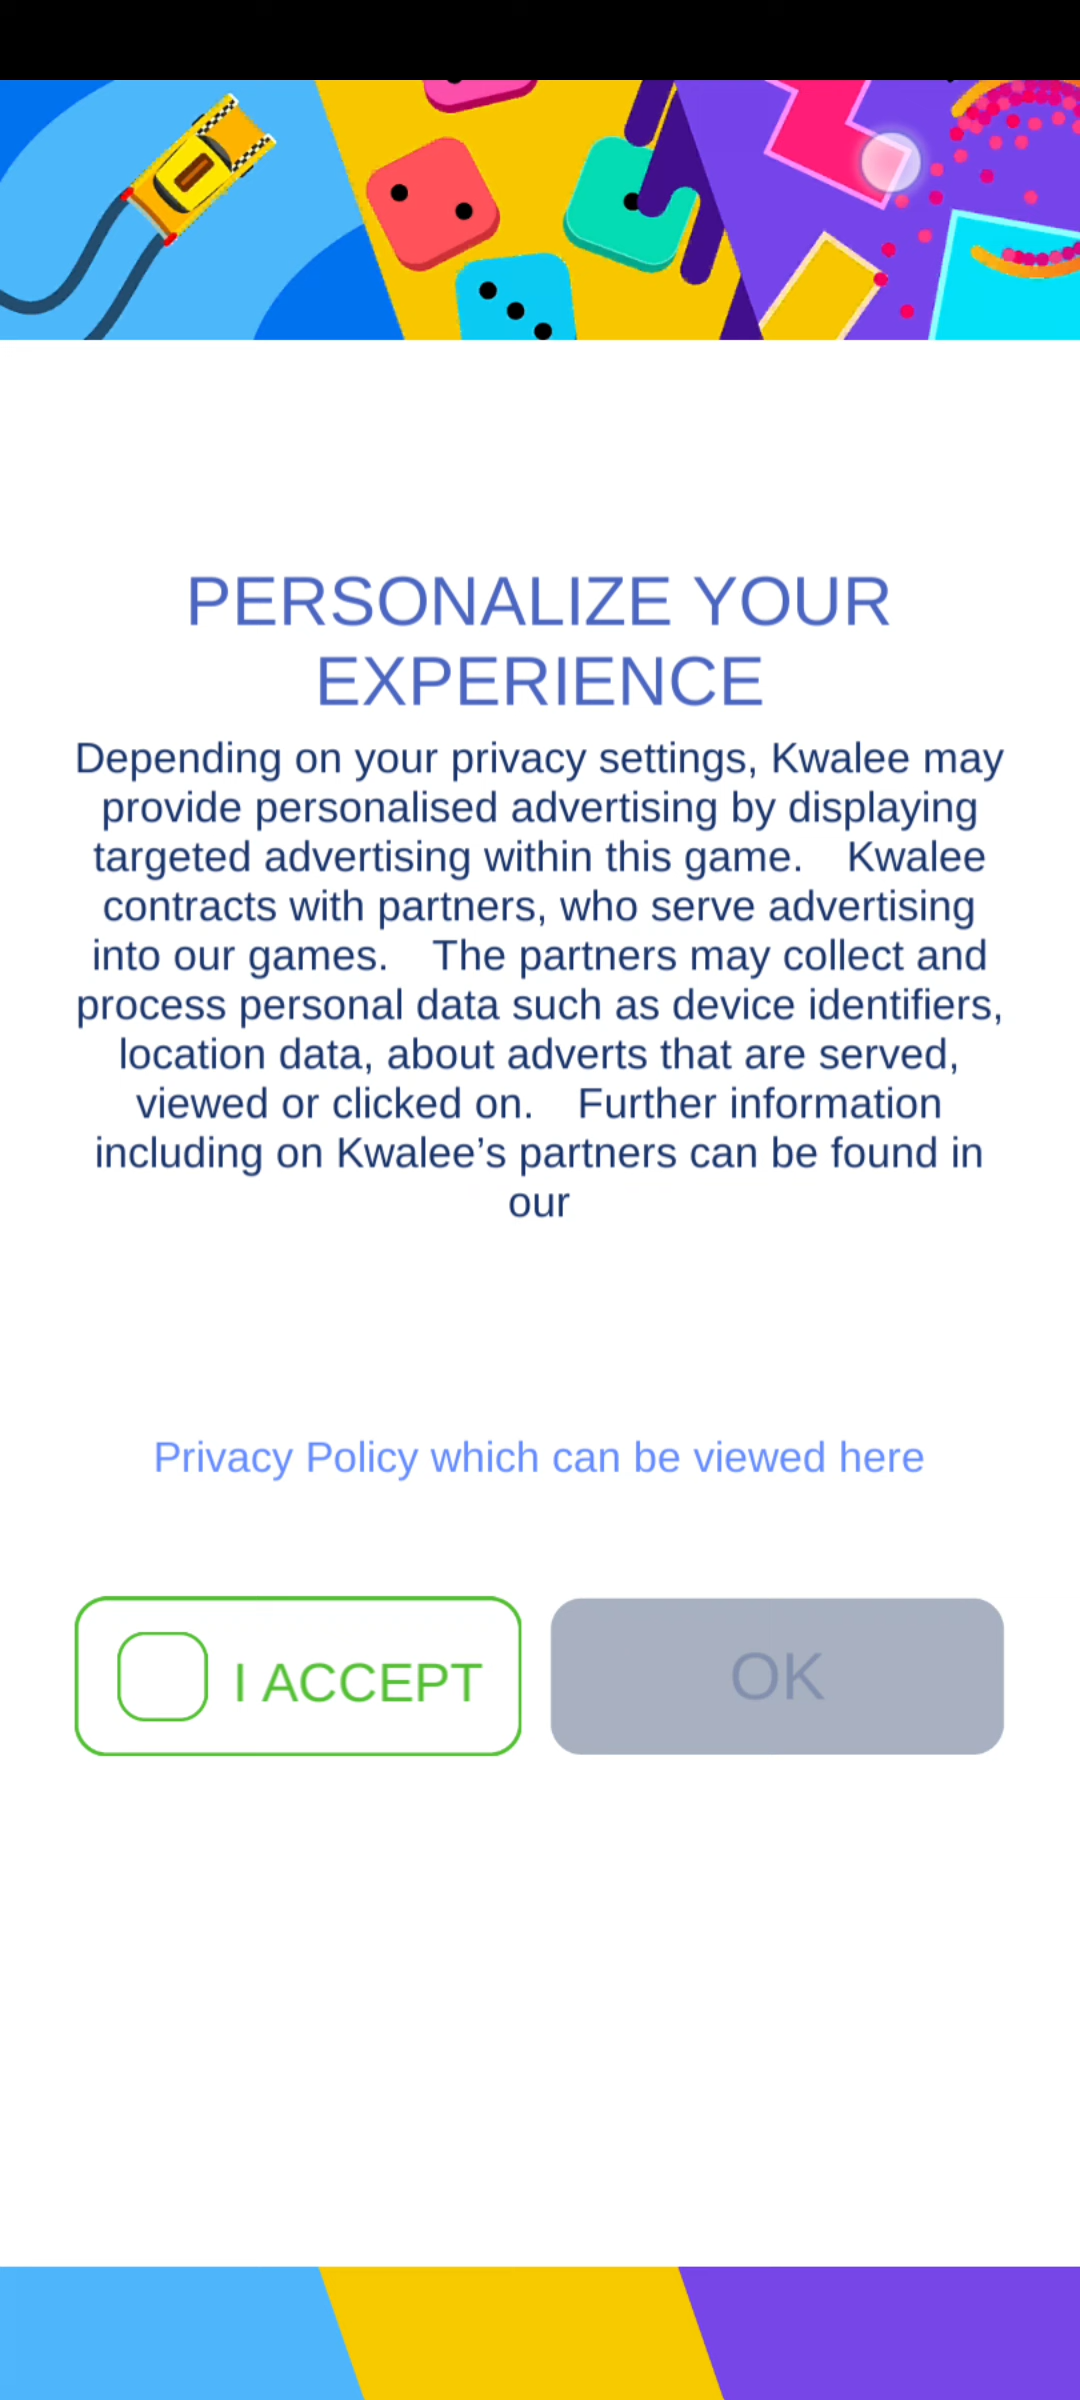 PERSONALIZE YOUR
EXPERIENCE
Depending on your privacy settings, Kwalee may
provide personalised advertising by displaying
targeted advertising within this game. Kwalee
contracts with partners, who serve advertising
into our games. The partners may collect and
process personal data such as device identifiers,
location data, about adverts that are served,
viewed or clicked on. Further information
including on Kwalee’s partners can be found in
our
Privacy Policy which can be viewed here
I ACCEPT
OK